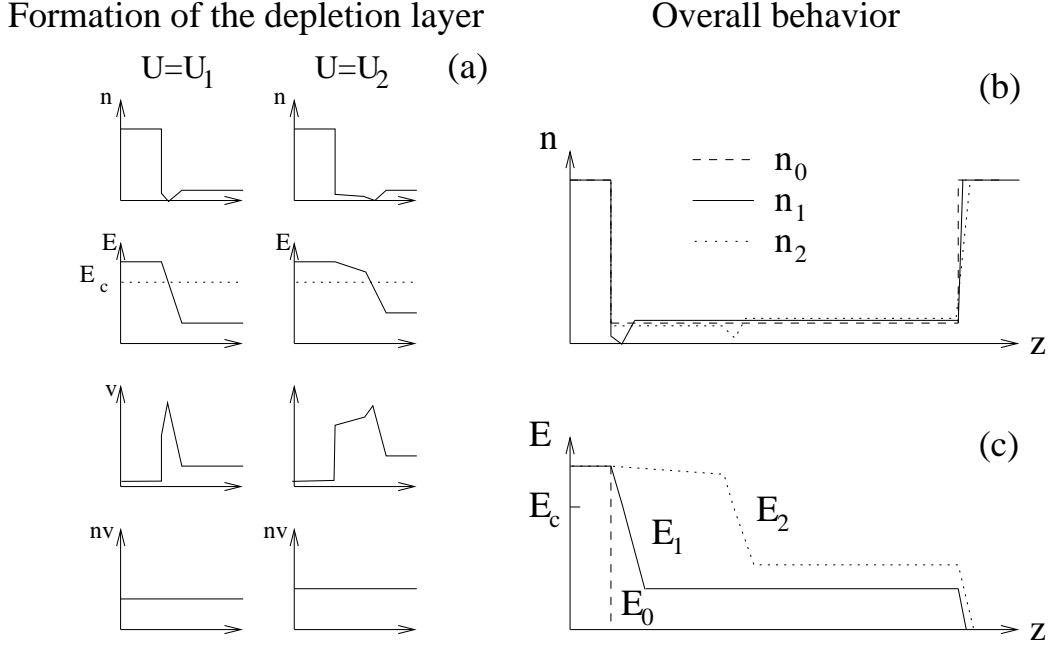 Formation of the depletion layer
Overall behavior
U=U1
U=U2
(a)
n
n
E
E
Ec
v
v
nv
nv
(b)
n
n0
n1
n2
z
(c)
E
Ec
E1
E2
E0
z